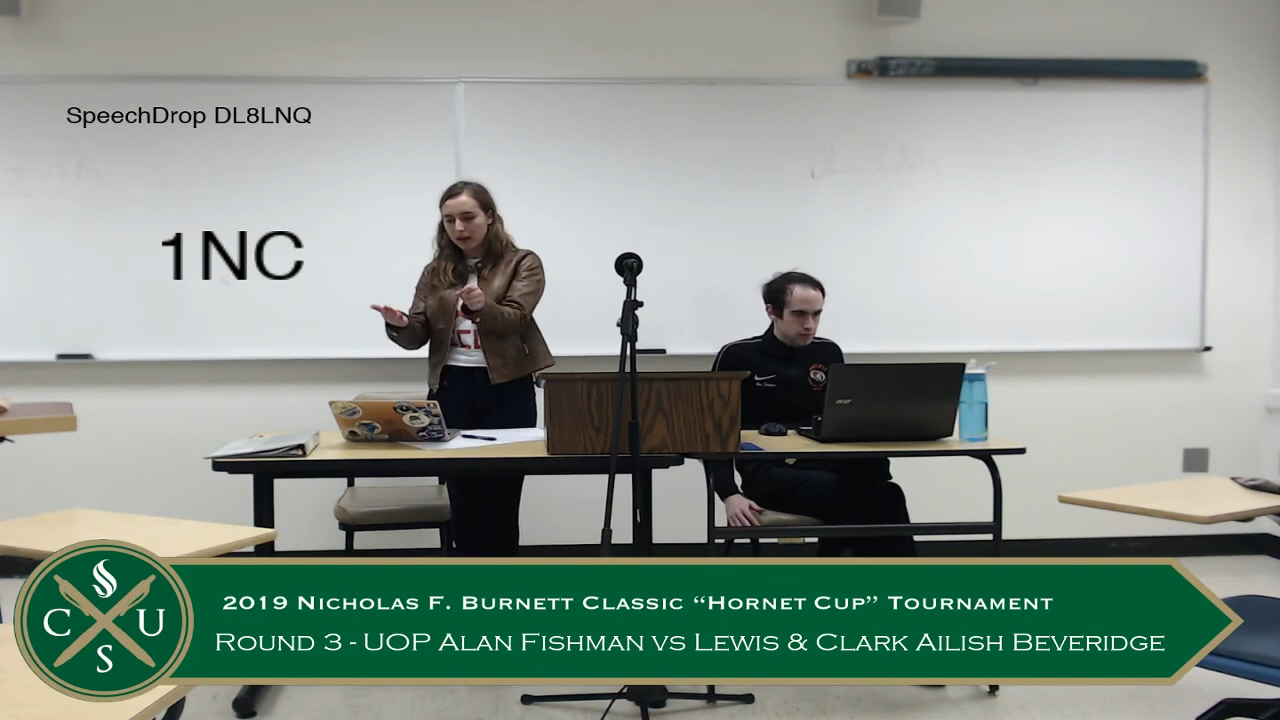 SpeechDrop DL8LNQ
1NC
acer
C S U S
2019 Nicholas F. Burnett Classic “Hornet Cup” Tournament
Round 3 - UOP Alan Fishman vs Lewis & Clark Ailish Beveridge